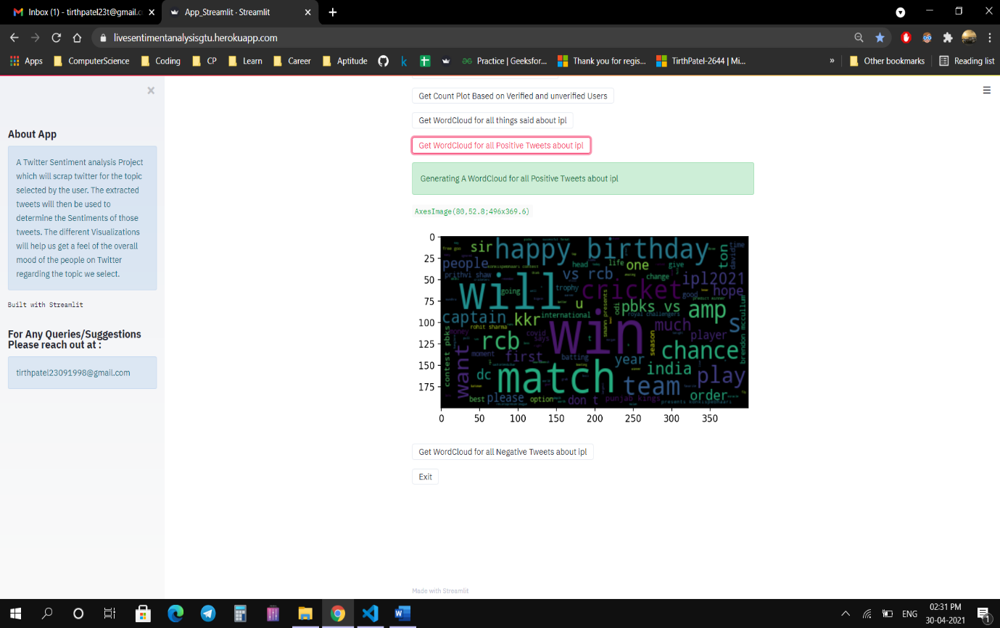 Inbox (1) - tirthpatel23t@gmail.c
App_Streamlit · Streamlit
livesentimentanalysisgtu.herokuapp.com
Apps
ComputerScience
Coding
CP
Learn
Career
Aptitude
Practice | Geeksfor...
Thank you for regis...
TirthPatel-2644 | Mi...
»
Other bookmarks
Reading list
About App
A Twitter Sentiment analysis Project
which will scrap twitter for the topic
selected by the user. The extracted
tweets will then be used to
determine the Sentiments of those
tweets. The different Visualizations
will help us get a feel of the overall
mood of the people on Twitter
regarding the topic we select.
Built with Streamlit
For Any Queries/Suggestions
Please reach out at :
tirthpatel23091998@gmail.com
Get Count Plot Based on Verified and unverified Users
Get WordCloud for all things said about ipl
Get WordCloud for all Positive Tweets about ipl
Generating A WordCloud for all Positive Tweets about ipl
AxesImage(80,52.8;496x369.6)
0
25
50
75
100
125
150
175
sir
happy birthday
ton
time
david
people
head
life
one
give
prithvi shaw
vs rcb
change
ipl2021
will
going
trophy
cricket
good
hope
u
odi
pbks vs
amp
royal challengers
captain
kkr
international
smann presents
brendon mccullum
s
rohit sharma
win
much
rcb
covid
says
t
season
player
chance
contest pbks
want
moment
first
batting
year
india
play
dc
match
team
best
please
option
don t
punjab kings
order
0
50
100
150
200
250
300
350
Get WordCloud for all Negative Tweets about ipl
Exit
Made with Streamlit
ENG
02:31 PM
30-04-2021
1